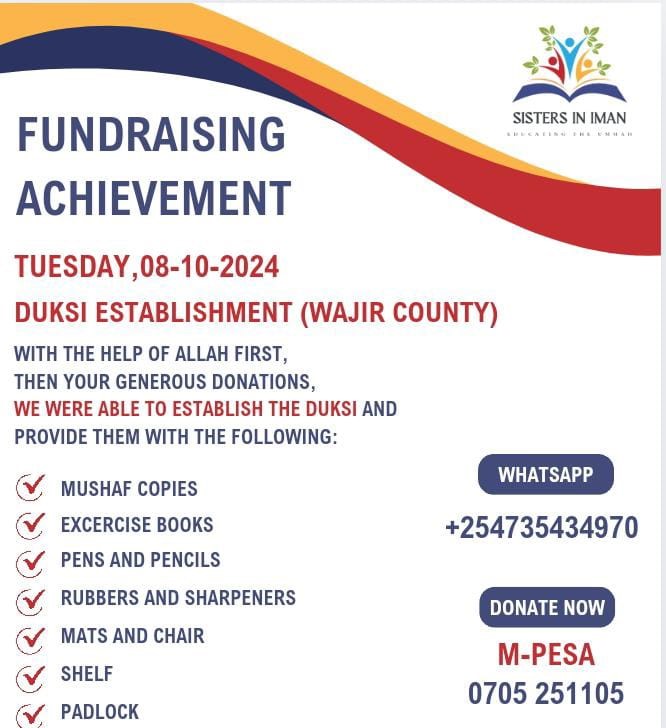 SISTERS IN IMAN
EDUCATING THE UMMAH
FUNDRAISING
ACHIEVEMENT
TUESDAY,08-10-2024
DUKSI ESTABLISHMENT (WAJIR COUNTY)
WITH THE HELP OF ALLAH FIRST,
THEN YOUR GENEROUS DONATIONS,
WE WERE ABLE TO ESTABLISH THE DUKSI AND
PROVIDE THEM WITH THE FOLLOWING:
MUSHAF COPIES
EXCERCISE BOOKS
PENS AND PENCILS
RUBBERS AND SHARPENERS
MATS AND CHAIR
SHELF
PADLOCK
WHATSAPP
+254735434970
DONATE NOW
M-PESA
0705 251105